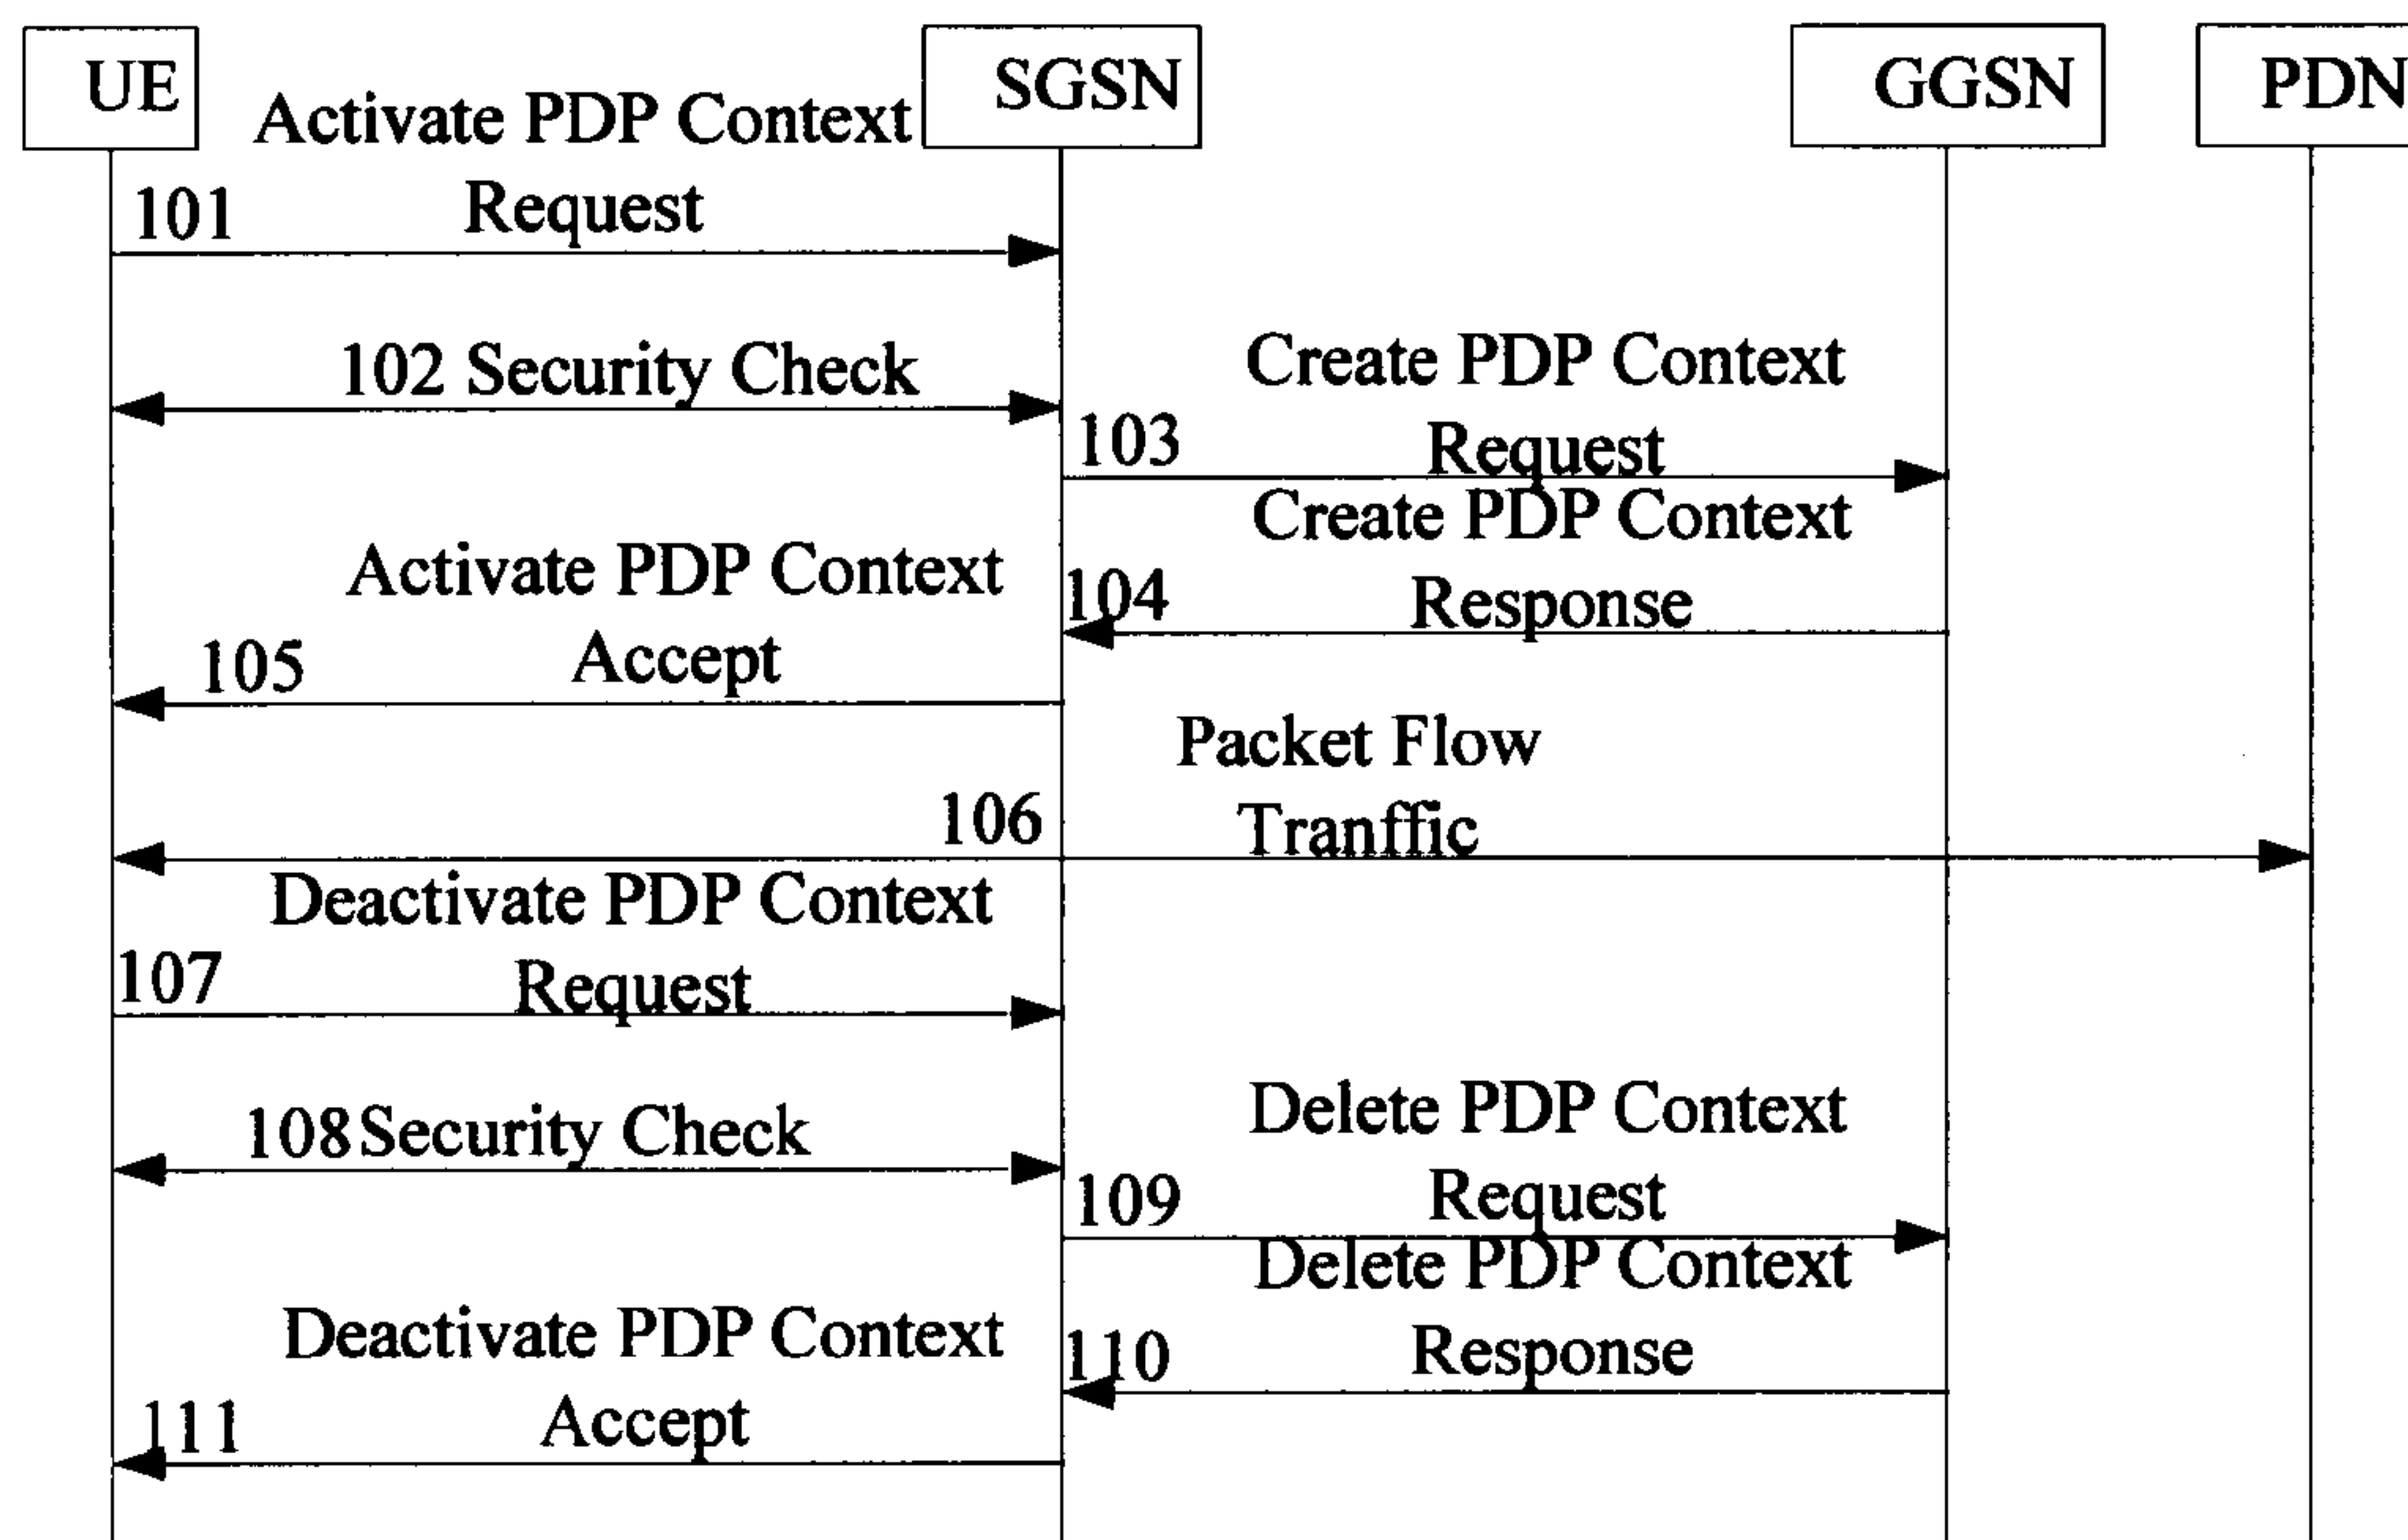 UE
SGSN
GGSN
PDN
Activate PDP Context
101
Request
102 Security Check
Create PDP Context
103
Request
Create PDP Context
104
Response
Activate PDP Context
105
Accept
Packet Flow
106
Tranffic
Deactivate PDP Context
107
Request
108 Security Check
Delete PDP Context
109
Request
Delete PDP Context
110
Response
Deactivate PDP Context
111
Accept